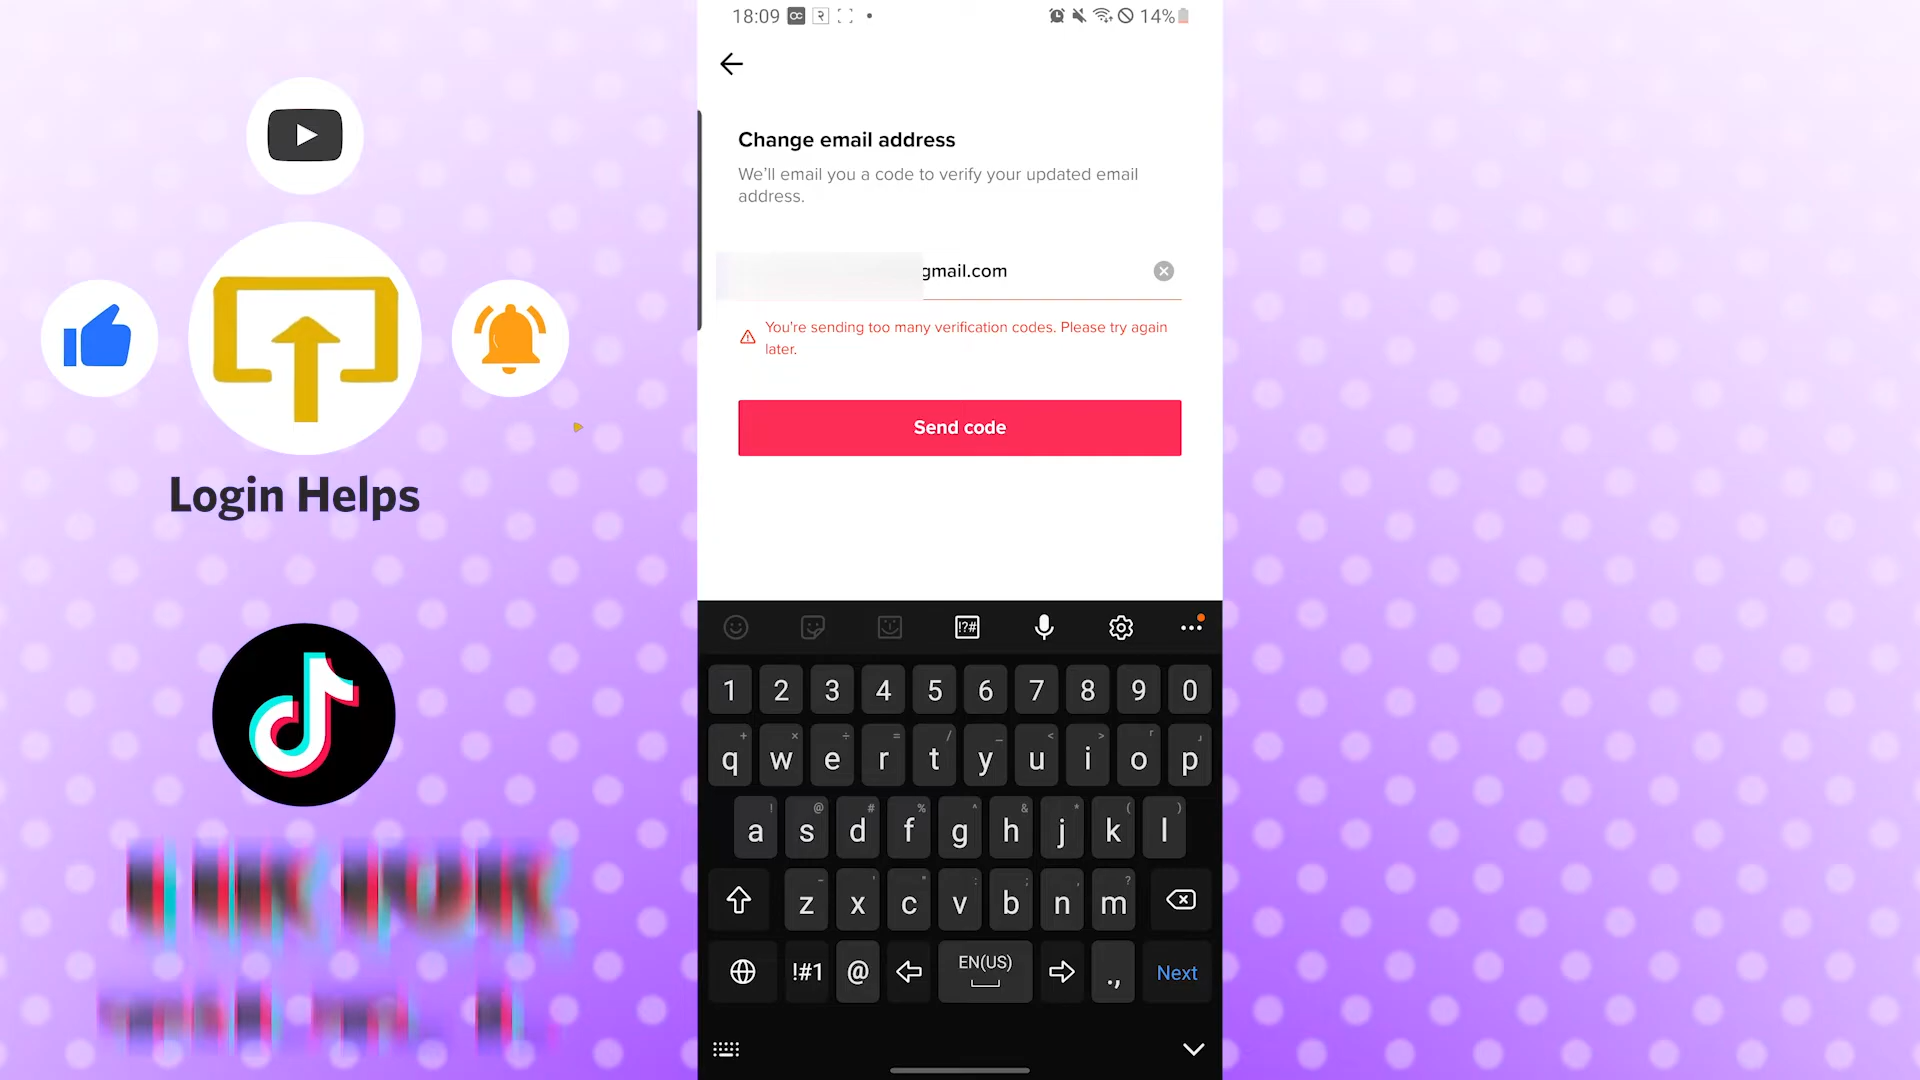 18:09
14%
Change email address
We'll email you a code to verify your updated email
address.
gmail.com
You're sending too many verification codes. Please try again
later.
Send code
Login Helps
!?#
1 2 3 4 5 6 7 8 9 0
q w e r t y u i o p
a s d f g h j k l
z x c v b n m
!#1 @ EN(US) ., Next